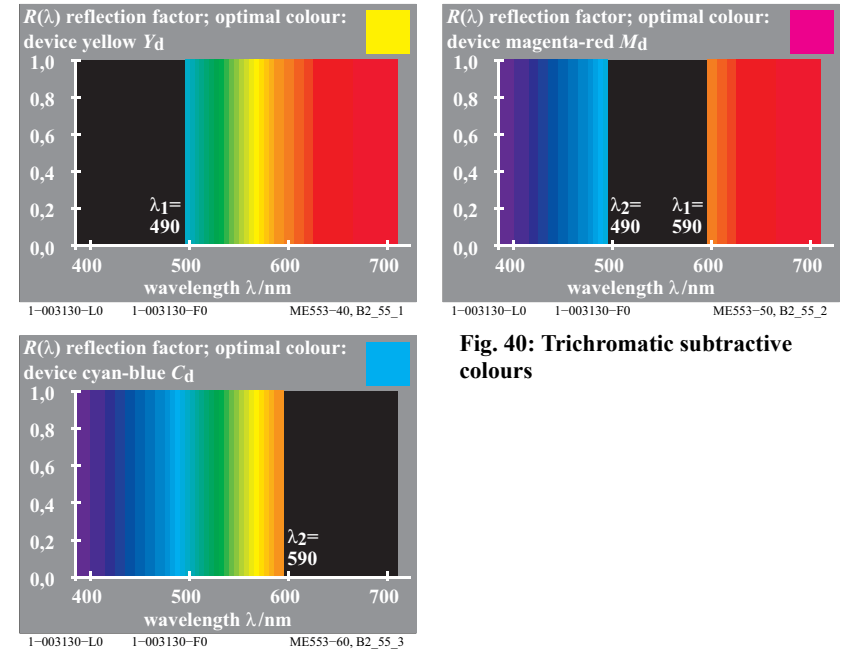 R(λ) reflection factor; optimal colour:
device yellow Yd
1,0
0,8
0,6
0,4
0,2
0,0
λ1=
490
400 500 600 700
wavelength λ/nm
1−003130−L0 1−003130−F0 ME553−40, B2_55_1
R(λ) reflection factor; optimal colour:
device magenta-red Md
1,0
0,8
0,6
0,4
0,2
0,0
λ2= λ1=
490 590
400 500 600 700
wavelength λ/nm
1−003130−L0 1−003130−F0 ME553−50, B2_55_2
R(λ) reflection factor; optimal colour:
device cyan-blue Cd
1,0
0,8
0,6
0,4
0,2
0,0
λ2=
590
400 500 600 700
wavelength λ/nm
1−003130−L0 1−003130−F0 ME553−60, B2_55_3
Fig. 40: Trichromatic subtractive
colours